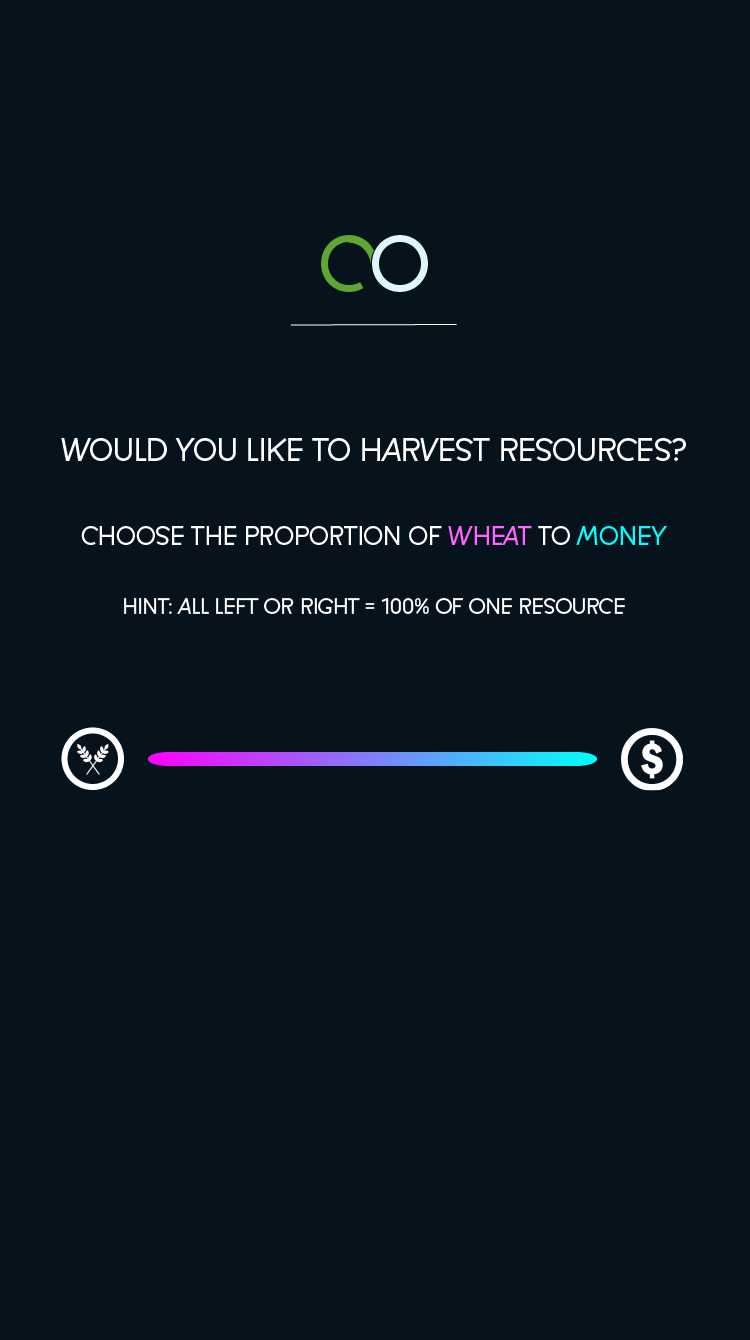 WOULD YOU LIKE TO HARVEST RESOURCES?
CHOOSE THE PROPORTION OF WHEAT TO MONEY
HINT: ALL LEFT OR RIGHT = 100% OF ONE RESOURCE
$